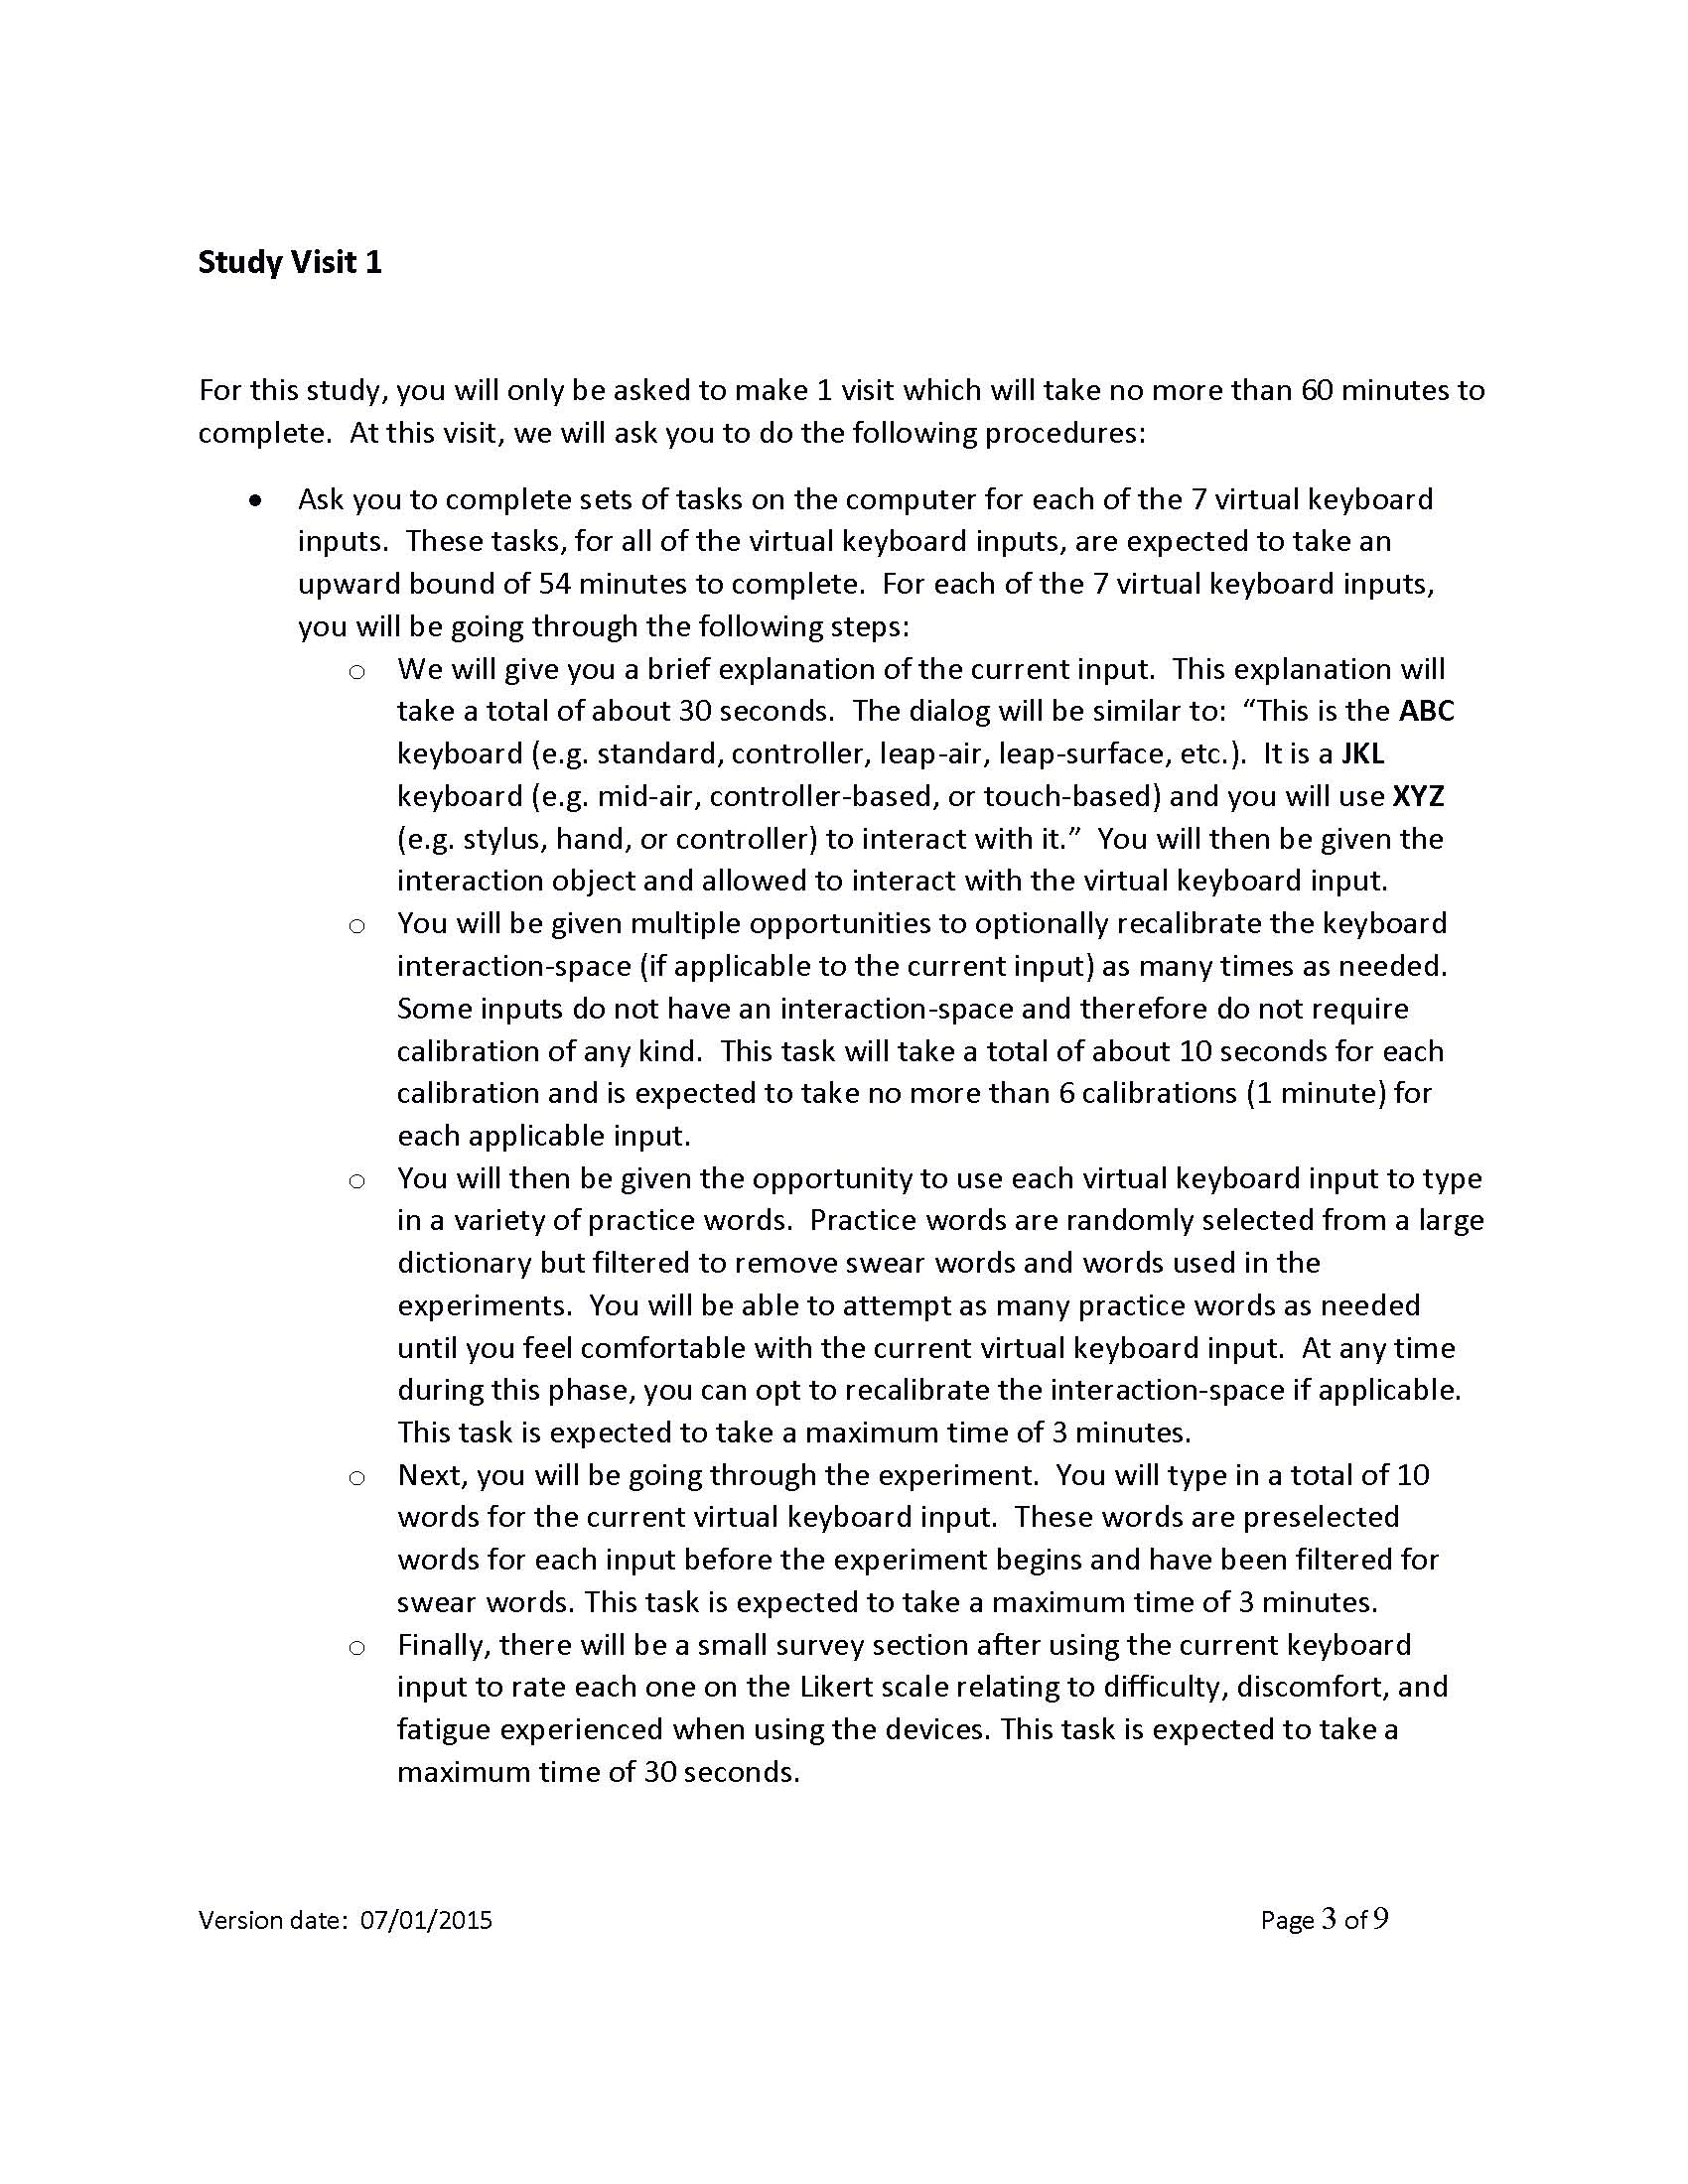 Study Visit 1
For this study, you will only be asked to make 1 visit which will take no more than 60 minutes to
complete.  At this visit, we will ask you to do the following procedures:
• Ask you to complete sets of tasks on the computer for each of the 7 virtual keyboard
inputs.  These tasks, for all of the virtual keyboard inputs, are expected to take an
upward bound of 54 minutes to complete.  For each of the 7 virtual keyboard inputs,
you will be going through the following steps:
o We will give you a brief explanation of the current input.  This explanation will
take a total of about 30 seconds.  The dialog will be similar to:  “This is the ABC
keyboard (e.g. standard, controller, leap-air, leap-surface, etc.).  It is a JKL
keyboard (e.g. mid-air, controller-based, or touch-based) and you will use XYZ
(e.g. stylus, hand, or controller) to interact with it.”  You will then be given the
interaction object and allowed to interact with the virtual keyboard input.
o You will be given multiple opportunities to optionally recalibrate the keyboard
interaction-space (if applicable to the current input) as many times as needed.
Some inputs do not have an interaction-space and therefore do not require
calibration of any kind.  This task will take a total of about 10 seconds for each
calibration and is expected to take no more than 6 calibrations (1 minute) for
each applicable input.
o You will then be given the opportunity to use each virtual keyboard input to type
in a variety of practice words.  Practice words are randomly selected from a large
dictionary but filtered to remove swear words and words used in the
experiments.  You will be able to attempt as many practice words as needed
until you feel comfortable with the current virtual keyboard input.  At any time
during this phase, you can opt to recalibrate the interaction-space if applicable.
This task is expected to take a maximum time of 3 minutes.
o Next, you will be going through the experiment.  You will type in a total of 10
words for the current virtual keyboard input.  These words are preselected
words for each input before the experiment begins and have been filtered for
swear words. This task is expected to take a maximum time of 3 minutes.
o Finally, there will be a small survey section after using the current keyboard
input to rate each one on the Likert scale relating to difficulty, discomfort, and
fatigue experienced when using the devices. This task is expected to take a
maximum time of 30 seconds.
Version date:  07/01/2015 Page 3 of 9